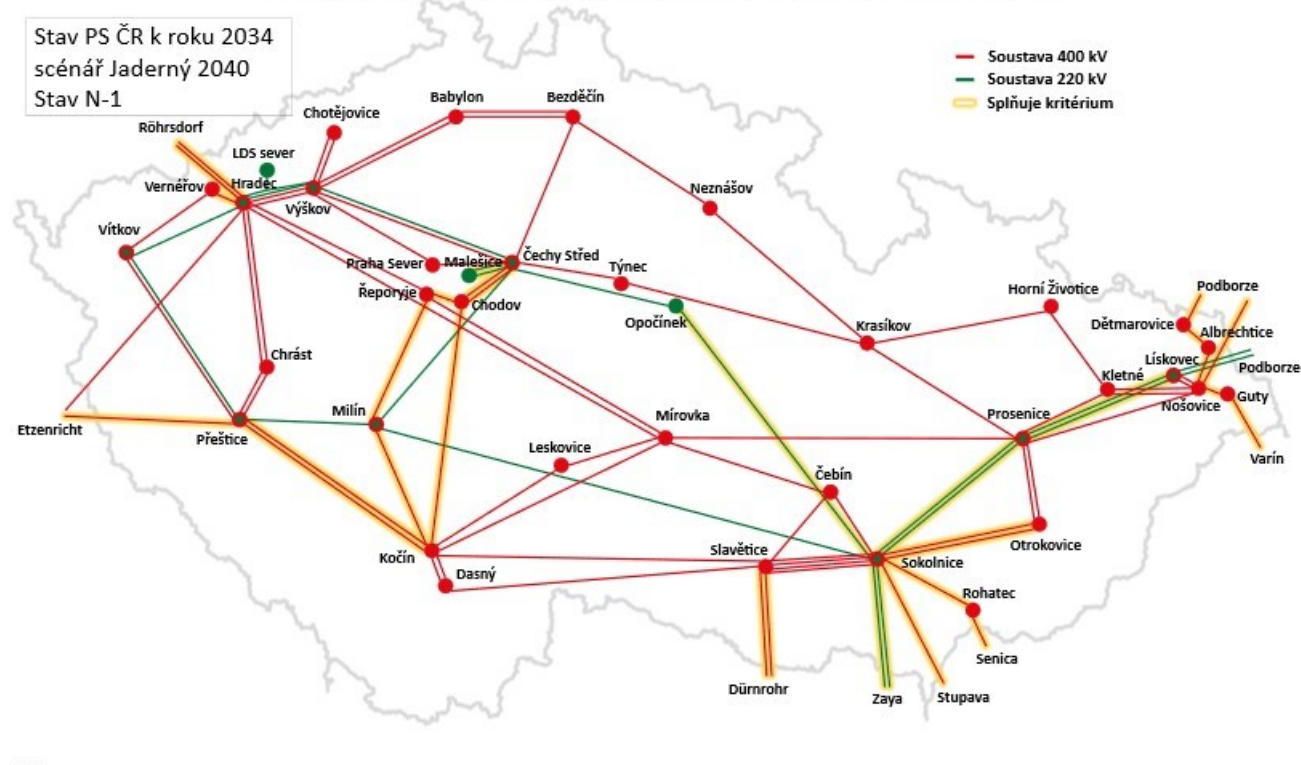 Stav PS ČR k roku 2034
scénář Jaderný 2040
Stav N-1
Soustava 400 kV
Soustava 220 kV
Splňuje kritérium
Röhrsdorf
Chotějovice
Babylon
Bezděčín
LDS sever
Vernéřov
Hradec
Výškov
Neznášov
Vítkov
Praha Sever
Malešice
Čechy Střed
Týnec
Řeporyje
Chodov
Opočínek
Krasíkov
Horní Životice
Podborze
Dětmarovice
Albrechtice
Lískovec
Podborze
Kletné
Nošovice
Guty
Varín
Chrást
Etzenricht
Přeštice
Milín
Mírovka
Prosenice
Leskovice
Čebín
Kočín
Dasný
Slavětice
Sokolnice
Otrokovice
Rohatec
Senica
Dürnrohr
Zaya
Stupava